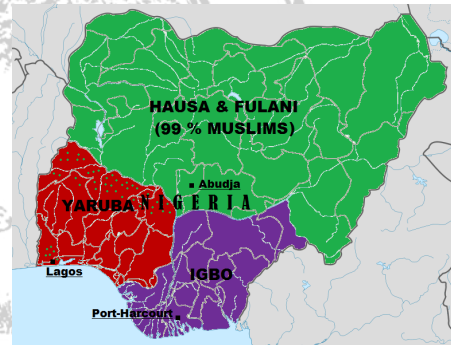 HAUSA & FULANI
(99 % MUSLIMS)
Abudja
YARUBA NIGERIA
Lagos
IGBO
Port-Harcourt